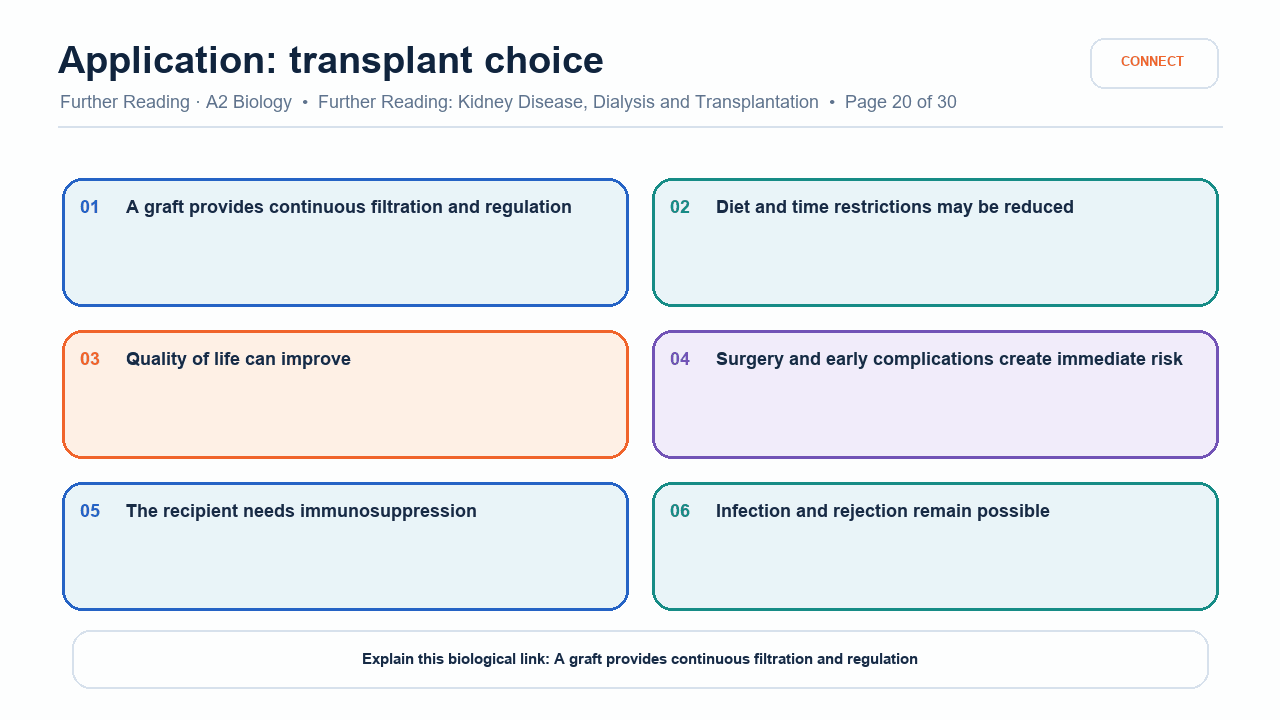 Application: transplant choice
CONNECT
Further Reading · A2 Biology • Further Reading: Kidney Disease, Dialysis and Transplantation • Page 20 of 30
01 A graft provides continuous filtration and regulation
02 Diet and time restrictions may be reduced
03 Quality of life can improve
04 Surgery and early complications create immediate risk
05 The recipient needs immunosuppression
06 Infection and rejection remain possible
Explain this biological link: A graft provides continuous filtration and regulation